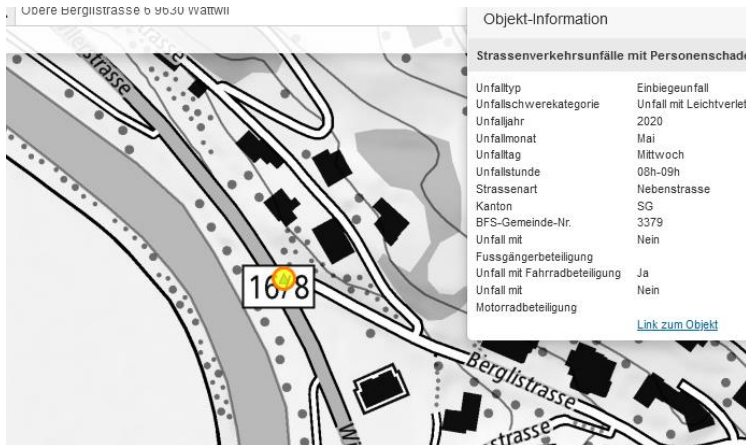 Obere Berglistrasse 6 9630 Wattwil
Objekt-Information
Strassenverkehrsunfälle mit Personenschade
Unfalltyp Einbiegeunfall
Unfallschwerekategorie Unfall mit Leichtverlet
Unfalljahr 2020
Unfallmonat Mai
Unfalltag Mittwoch
Unfallstunde 08h-09h
Strassenart Nebenstrasse
Kanton SG
BFS-Gemeinde-Nr. 3379
Unfall mit Nein
Fussgängerbeteiligung
Unfall mit Fahrradbeteiligung Ja
Unfall mit Nein
Motorradbeteiligung
Link zum Objekt
Berglistrasse
strasse